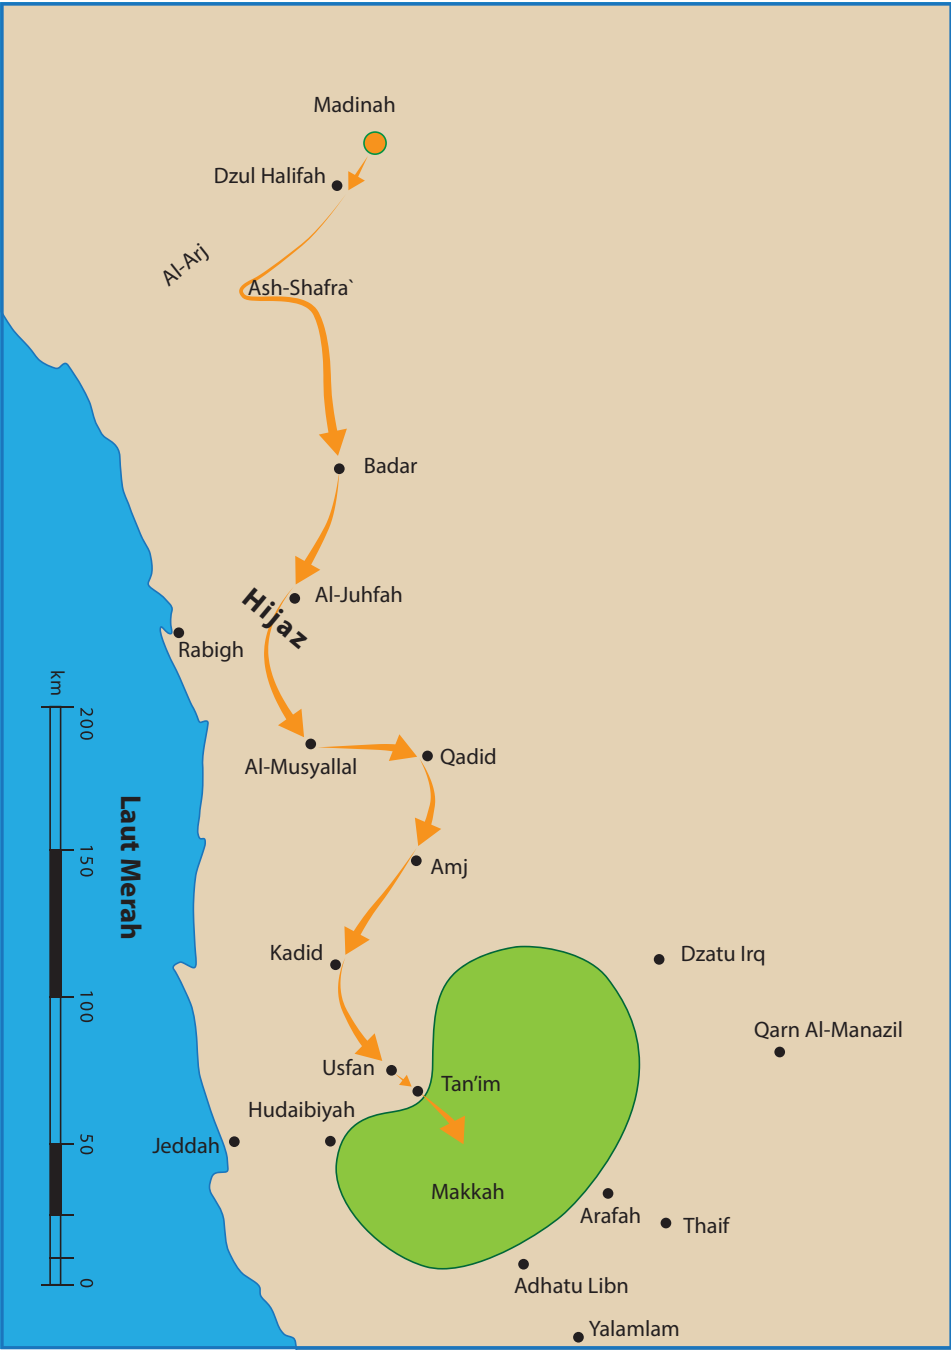 Madinah
Dzul Halifah
Al-Arj
Ash-Shafra`
Badar
Al-Juhfah
Hijaz
Rabigh
km
200
Al-Musyallal
Qadid
150
Laut Merah
Amj
Kadid
Dzatu Irq
100
Qarn Al-Manazil
Usfan
Tan’im
Hudaibiyah
50
Jeddah
Makkah
Arafah
Thaif
0
Adhatu Libn
Yalamlam